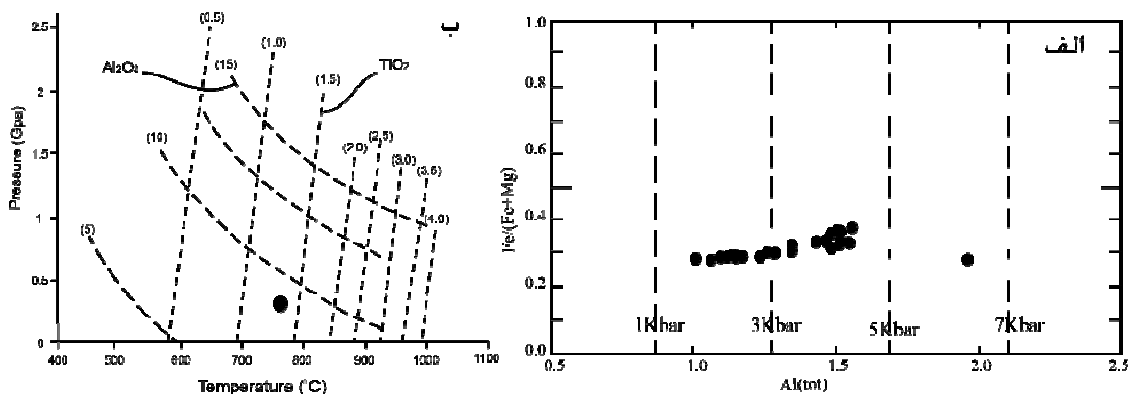 ب
2.5
2
1.5
1
0.5
0
Pressure (Gpa)
Al2O3
TiO2
(0.5)
(1.0)
(15)
(1.5)
(10)
(2.0)
(2.5)
(3.0)
(3.5)
(4.0)
(5)
400 500 600 700 800 900 1000 1100
Temperature (°C)
الف
1.0
0.8
0.6
0.4
0.2
0.0
Fe/(Fe+Mg)
1Kbar 3Kbar 5Kbar 7Kbar
0.5 1.0 1.5 2.0 2.5
Al(tot)